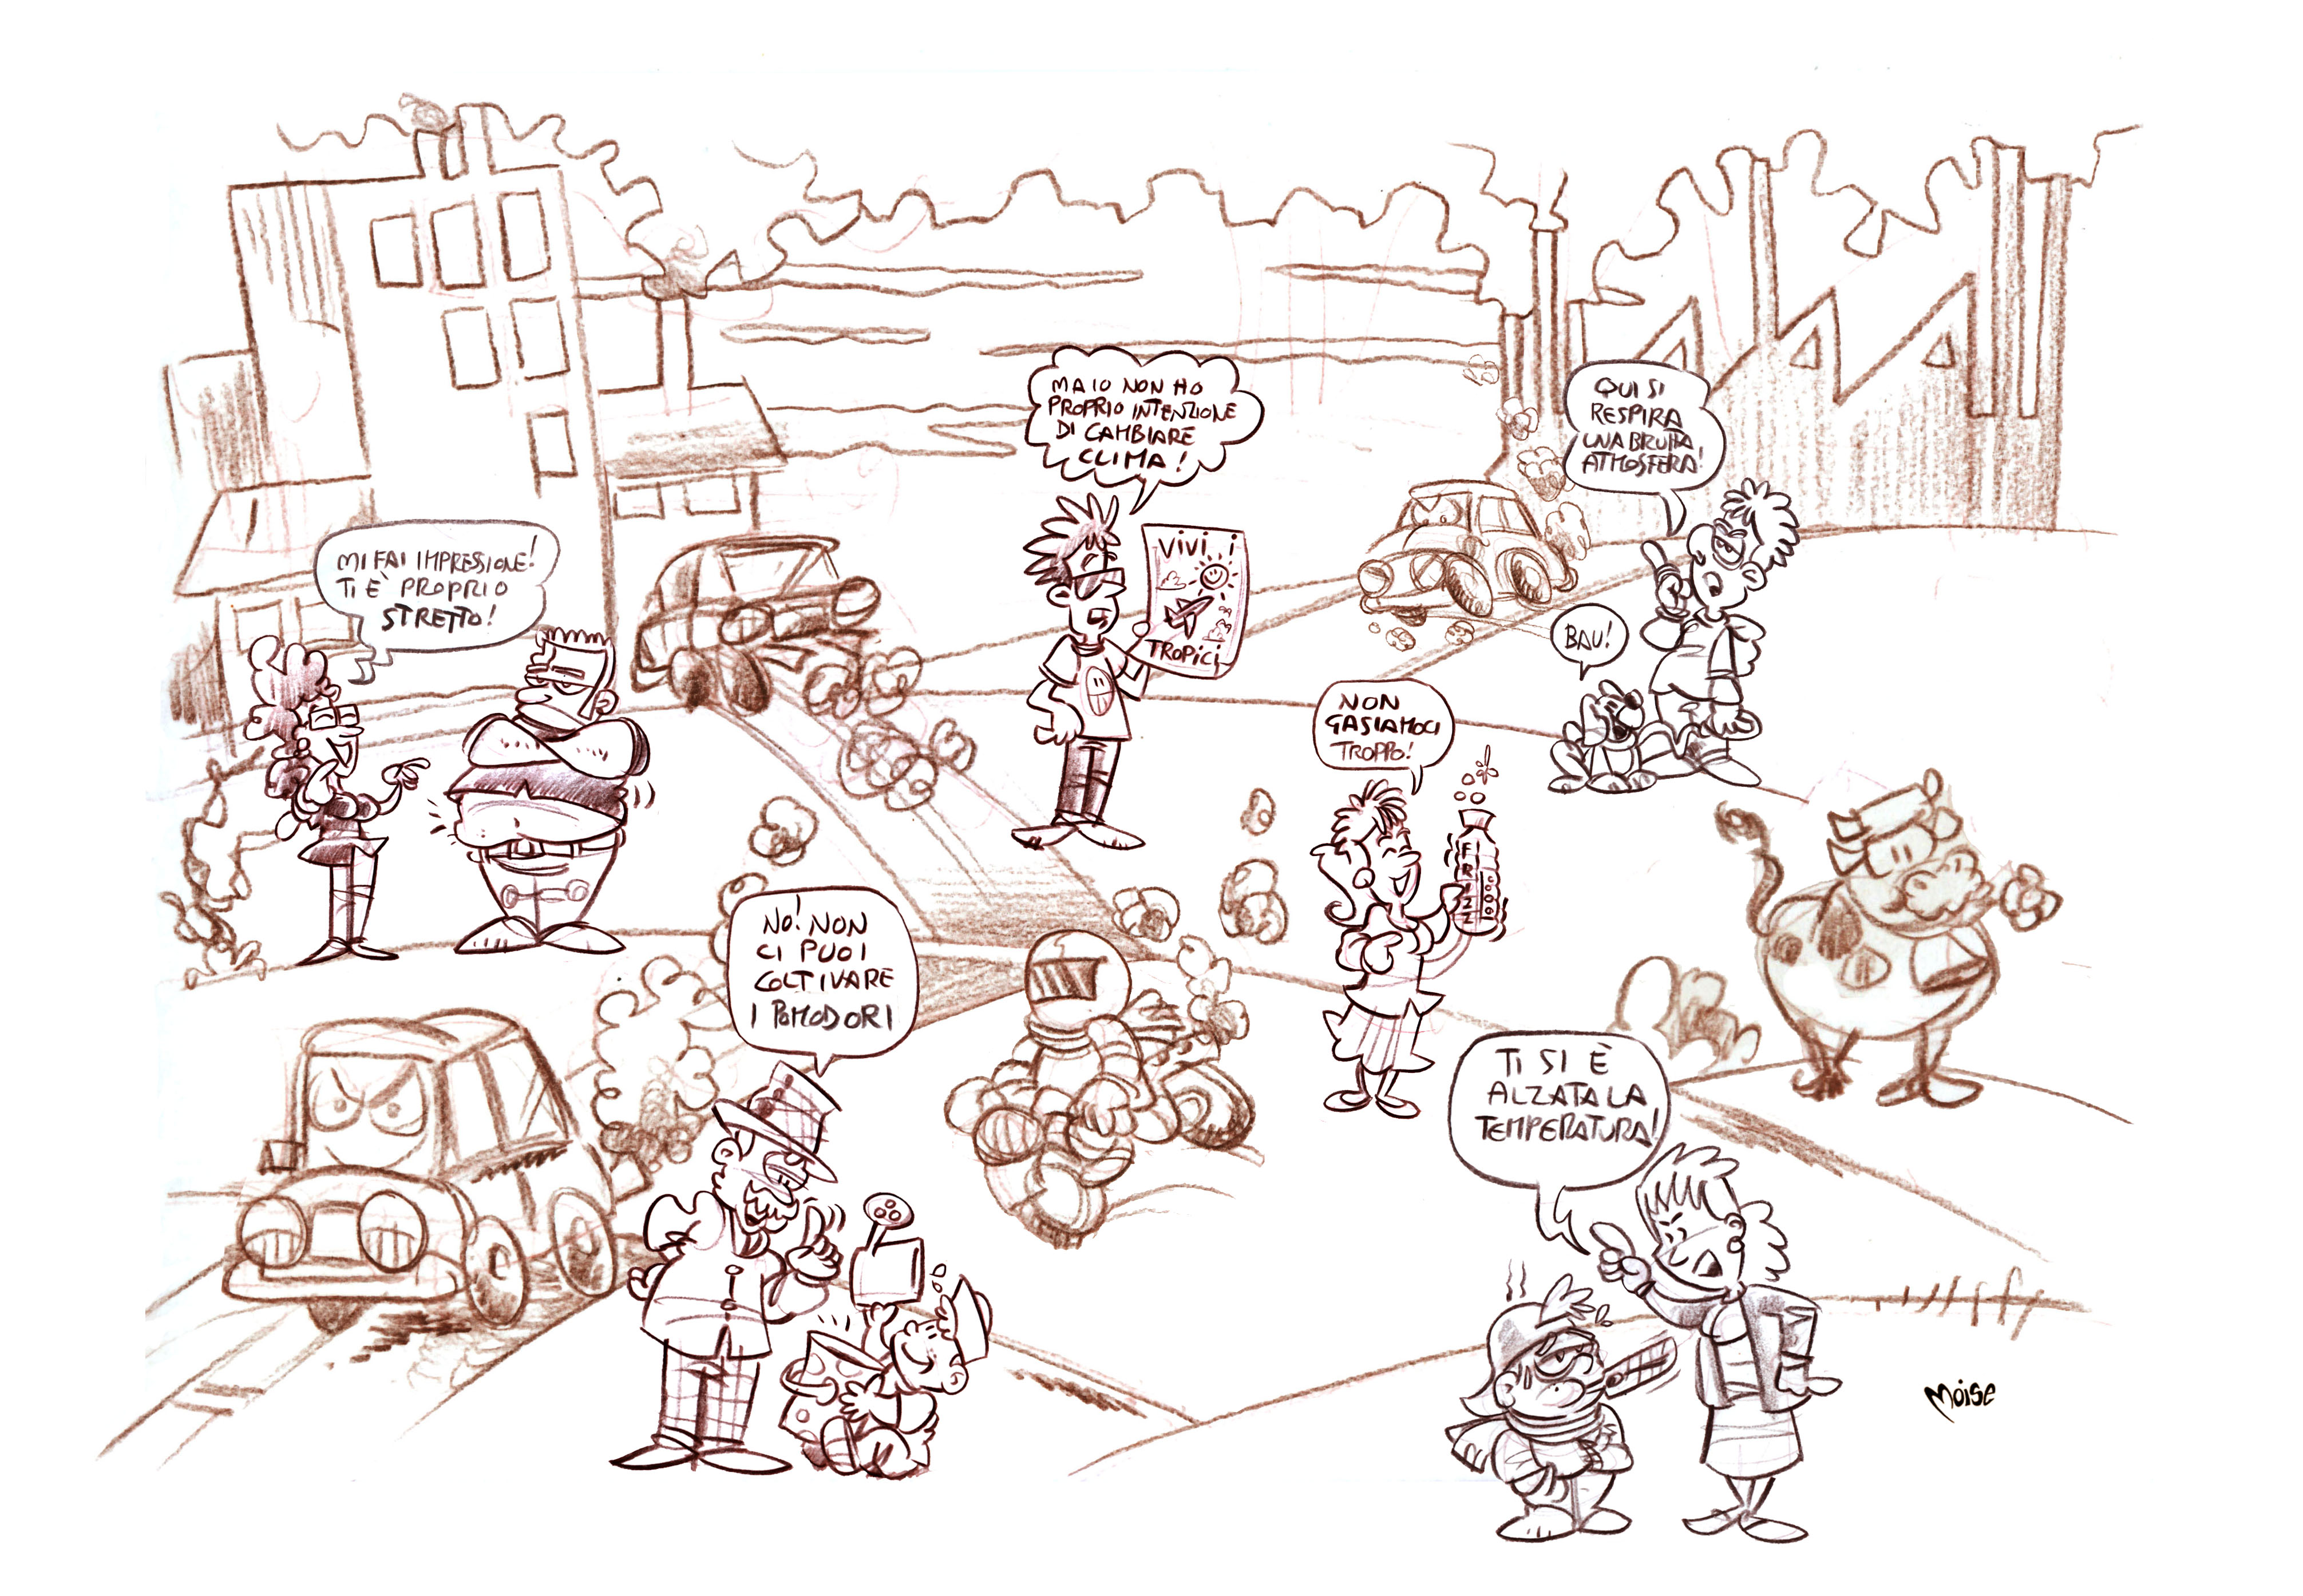 MA IO NON HO
PROPRIO INTENZIONE
DI CAMBIARE
CLIMA!
VIVI i
TROPiCi
QUI SI
RESPIRA
UNA BRUTTA
ATMOSFERA!
BAU!
MI FAI IMPRESSIONE!
TI È PROPRIO
STRETTO!
NON
GASIAMOCI
TROPPO!
FRIZZ
NO! NON
CI PUOI
COLTIVARE
I POMODORI
TI SI È
ALZATA LA
TEMPERATURA!
MOISE